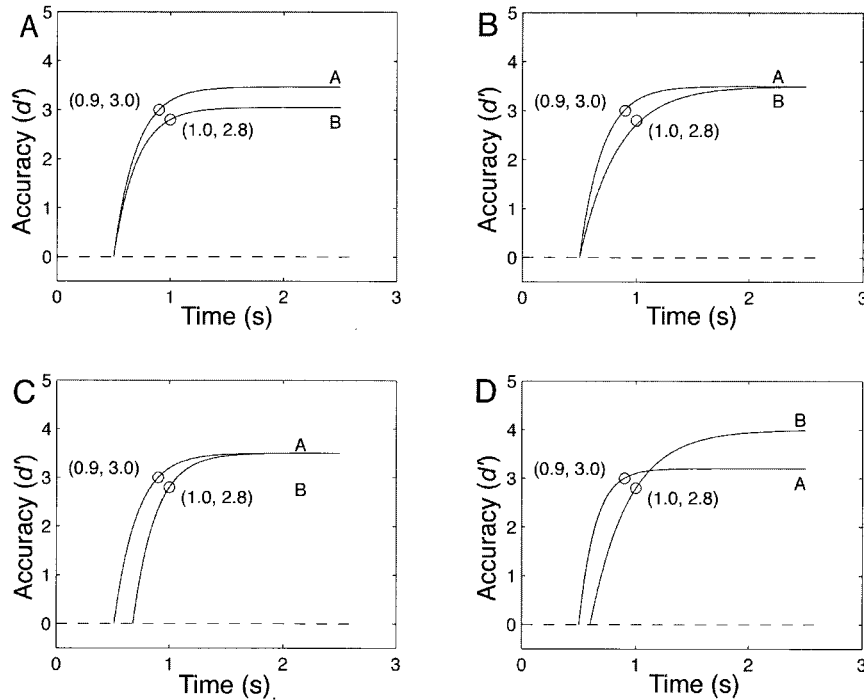 A
5
4
3
2
1
0
Accuracy (d')
(0.9, 3.0)
A
B
(1.0, 2.8)
0
1
2
3
Time (s)
B
5
4
3
2
1
0
Accuracy (d')
(0.9, 3.0)
A
B
(1.0, 2.8)
0
1
2
3
Time (s)
C
5
4
3
2
1
0
Accuracy (d')
(0.9, 3.0)
A
B
(1.0, 2.8)
0
1
2
3
Time (s)
D
5
4
3
2
1
0
Accuracy (d')
B
(0.9, 3.0)
A
(1.0, 2.8)
0
1
2
3
Time (s)